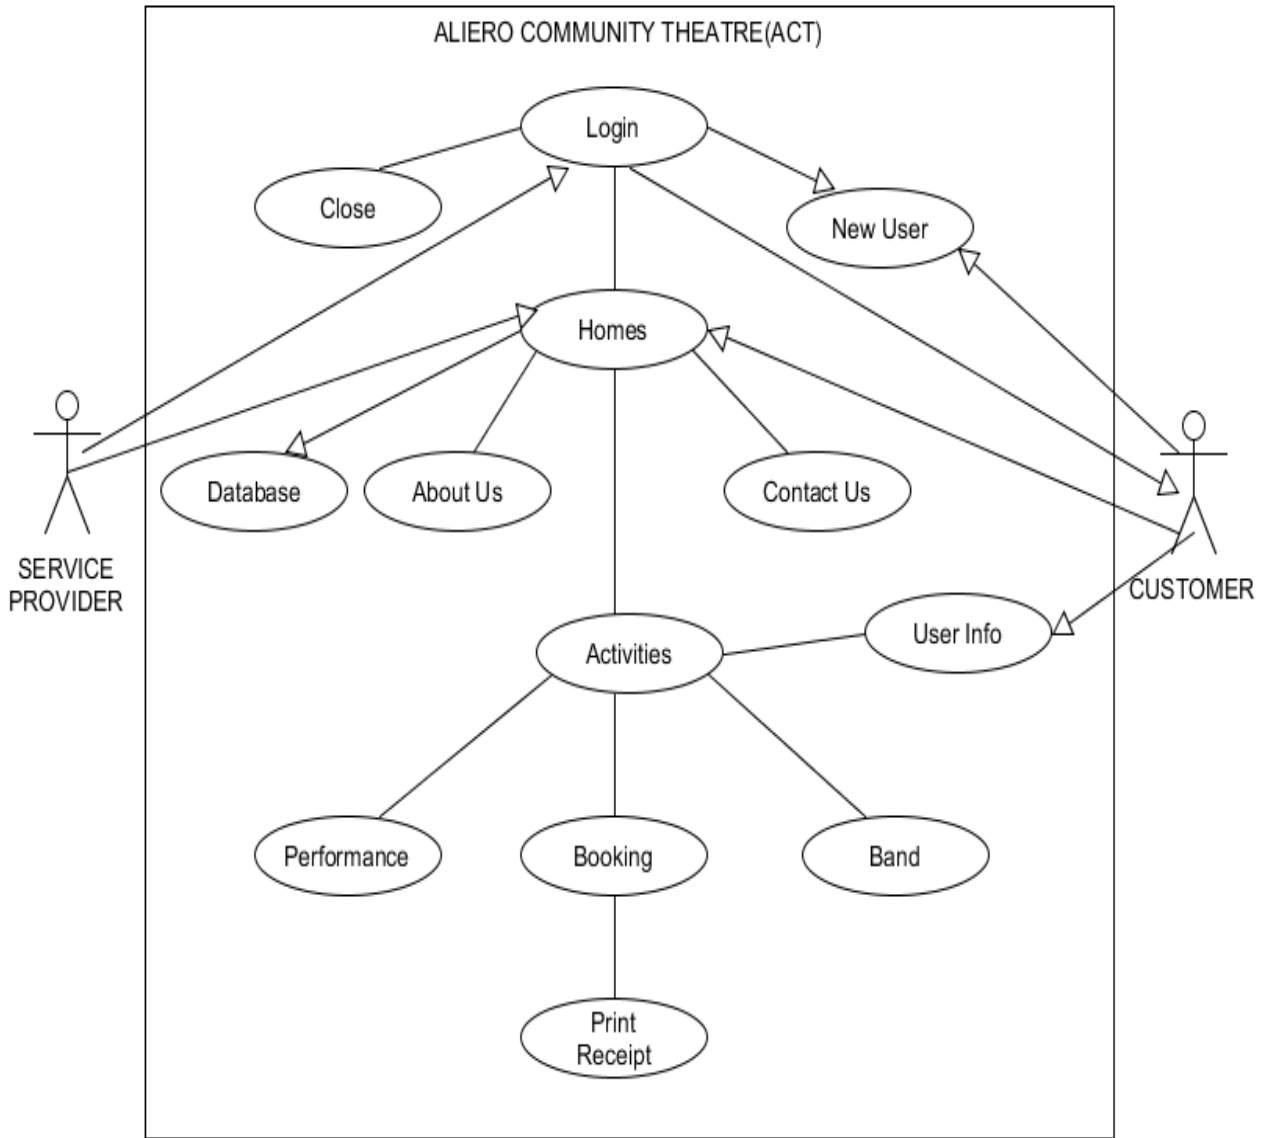 ALIERO COMMUNITY THEATRE(ACT)
Login
Close
New User
Homes
Database
About Us
Contact Us
SERVICE
PROVIDER
CUSTOMER
User Info
Activities
Performance
Booking
Band
Print
Receipt